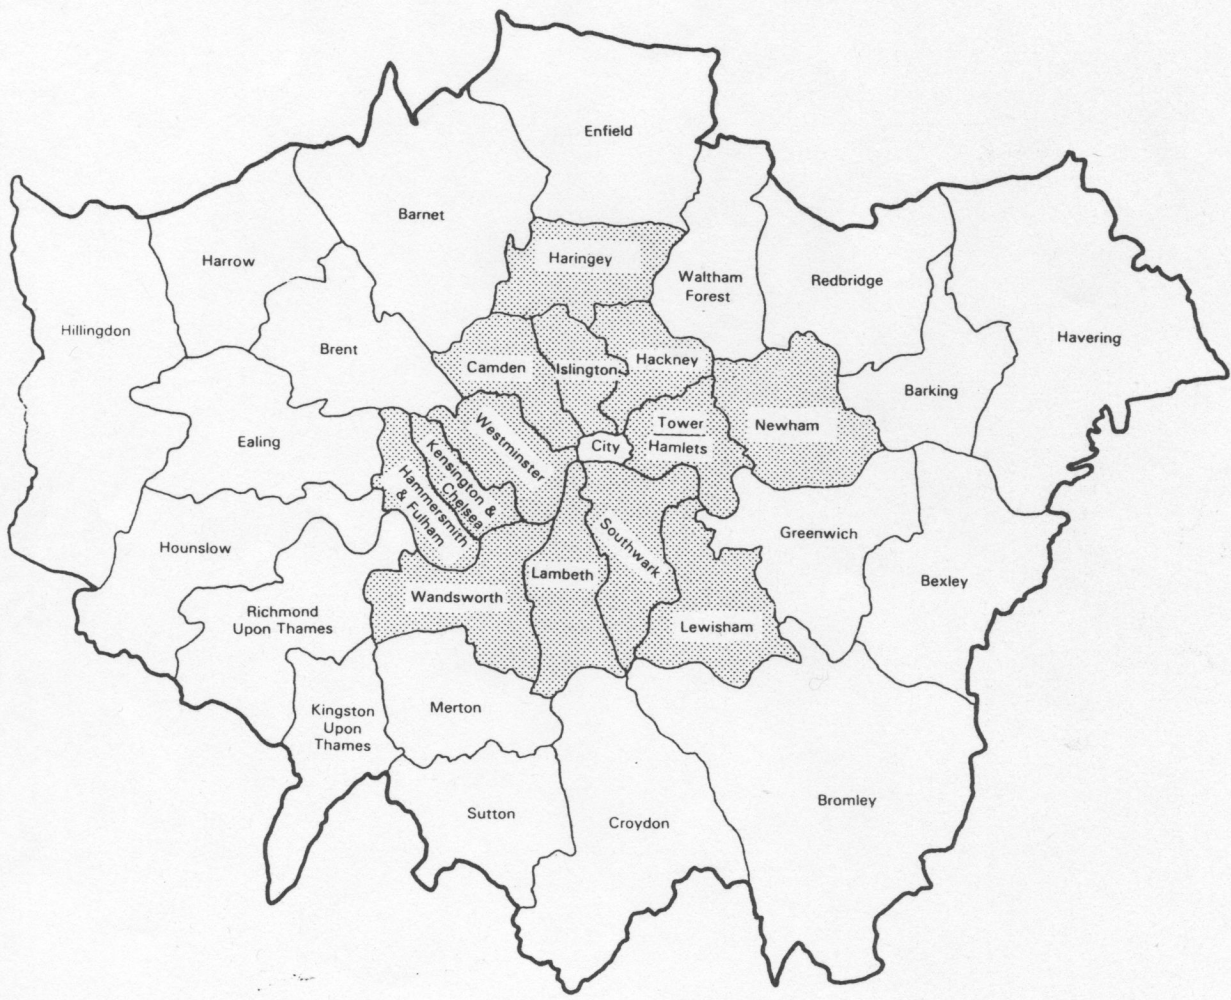 Enfield
Barnet
Haringey
Harrow
Waltham
Forest
Redbridge
Hillingdon
Havering
Brent
Camden
Islington
Hackney
Barking
Ealing
Westminster
City
Tower
Hamlets
Newham
Kensington &
Chelsea
Hammersmith
& Fulham
Hounslow
Southwark
Greenwich
Lambeth
Bexley
Wandsworth
Richmond
Upon Thames
Lewisham
Kingston
Upon
Thames
Merton
Sutton
Croydon
Bromley